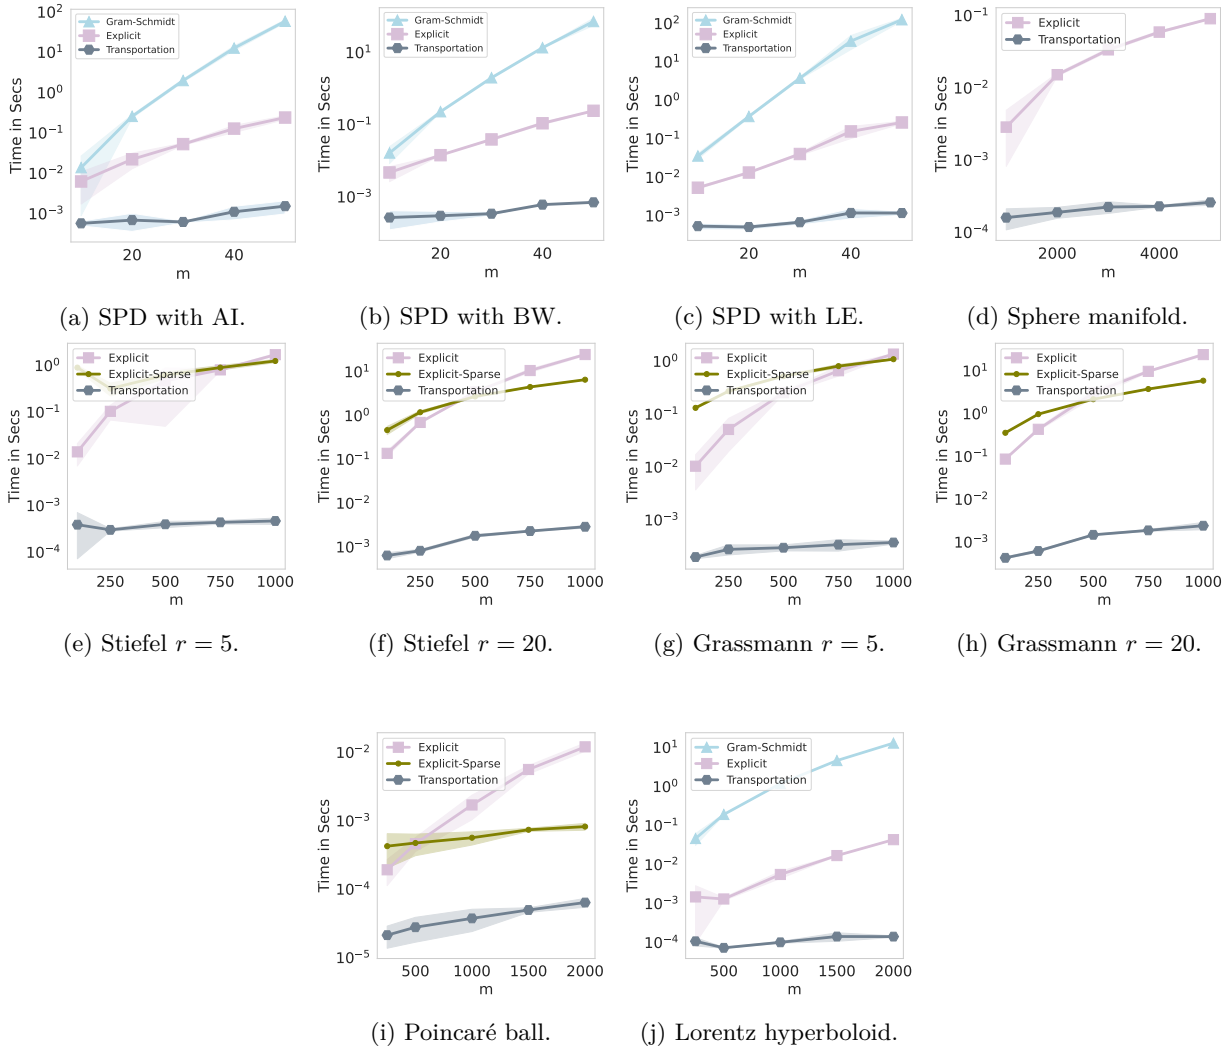 Time in Secs
10^2
10^1
10^0
10^-1
10^-2
10^-3
Gram-Schmidt
Explicit
Transportation
20 40
m
(a) SPD with AI.
Time in Secs
10^1
10^-1
10^-3
Gram-Schmidt
Explicit
Transportation
20 40
m
(b) SPD with BW.
Time in Secs
10^2
10^1
10^0
10^-1
10^-2
10^-3
Gram-Schmidt
Explicit
Transportation
20 40
m
(c) SPD with LE.
Time in Secs
10^-1
10^-2
10^-3
10^-4
Explicit
Transportation
2000 4000
m
(d) Sphere manifold.
Time in Secs
10^0
10^-1
10^-2
10^-3
10^-4
Explicit
Explicit-Sparse
Transportation
250 500 750 1000
m
(e) Stiefel r = 5.
Time in Secs
10^1
10^0
10^-1
10^-2
10^-3
Explicit
Explicit-Sparse
Transportation
250 500 750 1000
m
(f) Stiefel r = 20.
Time in Secs
10^0
10^-1
10^-2
10^-3
Explicit
Explicit-Sparse
Transportation
250 500 750 1000
m
(g) Grassmann r = 5.
Time in Secs
10^1
10^0
10^-1
10^-2
10^-3
Explicit
Explicit-Sparse
Transportation
250 500 750 1000
m
(h) Grassmann r = 20.
Time in Secs
10^-2
10^-3
10^-4
10^-5
Explicit
Explicit-Sparse
Transportation
500 1000 1500 2000
m
(i) Poincaré ball.
Time in Secs
10^1
10^0
10^-1
10^-2
10^-3
10^-4
Gram-Schmidt
Explicit
Transportation
500 1000 1500 2000
m
(j) Lorentz hyperboloid.